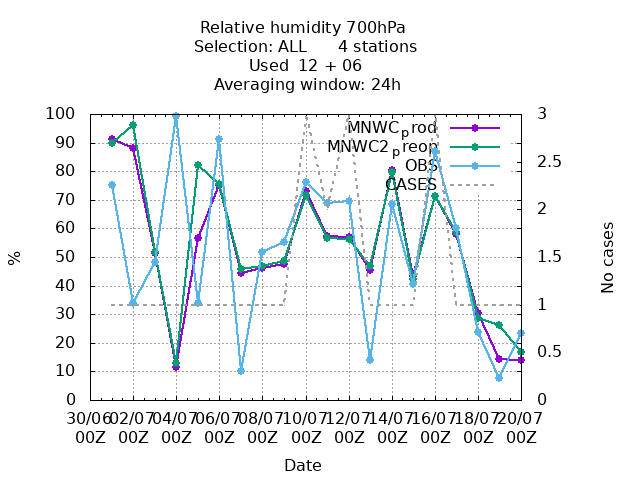 Relative humidity 700hPa
Selection: ALL 4 stations
Used 12 + 06
Averaging window: 24h
100
90
80
70
60
50
40
30
20
10
0
%
3
2.5
2
1.5
1
0.5
0
No cases
MNWCprod
MNWC2preop
OBS
CASES
30/06 02/07 04/07 06/07 08/07 10/07 12/07 14/07 16/07 18/07 20/07
00Z 00Z 00Z 00Z 00Z 00Z 00Z 00Z 00Z 00Z 00Z
Date